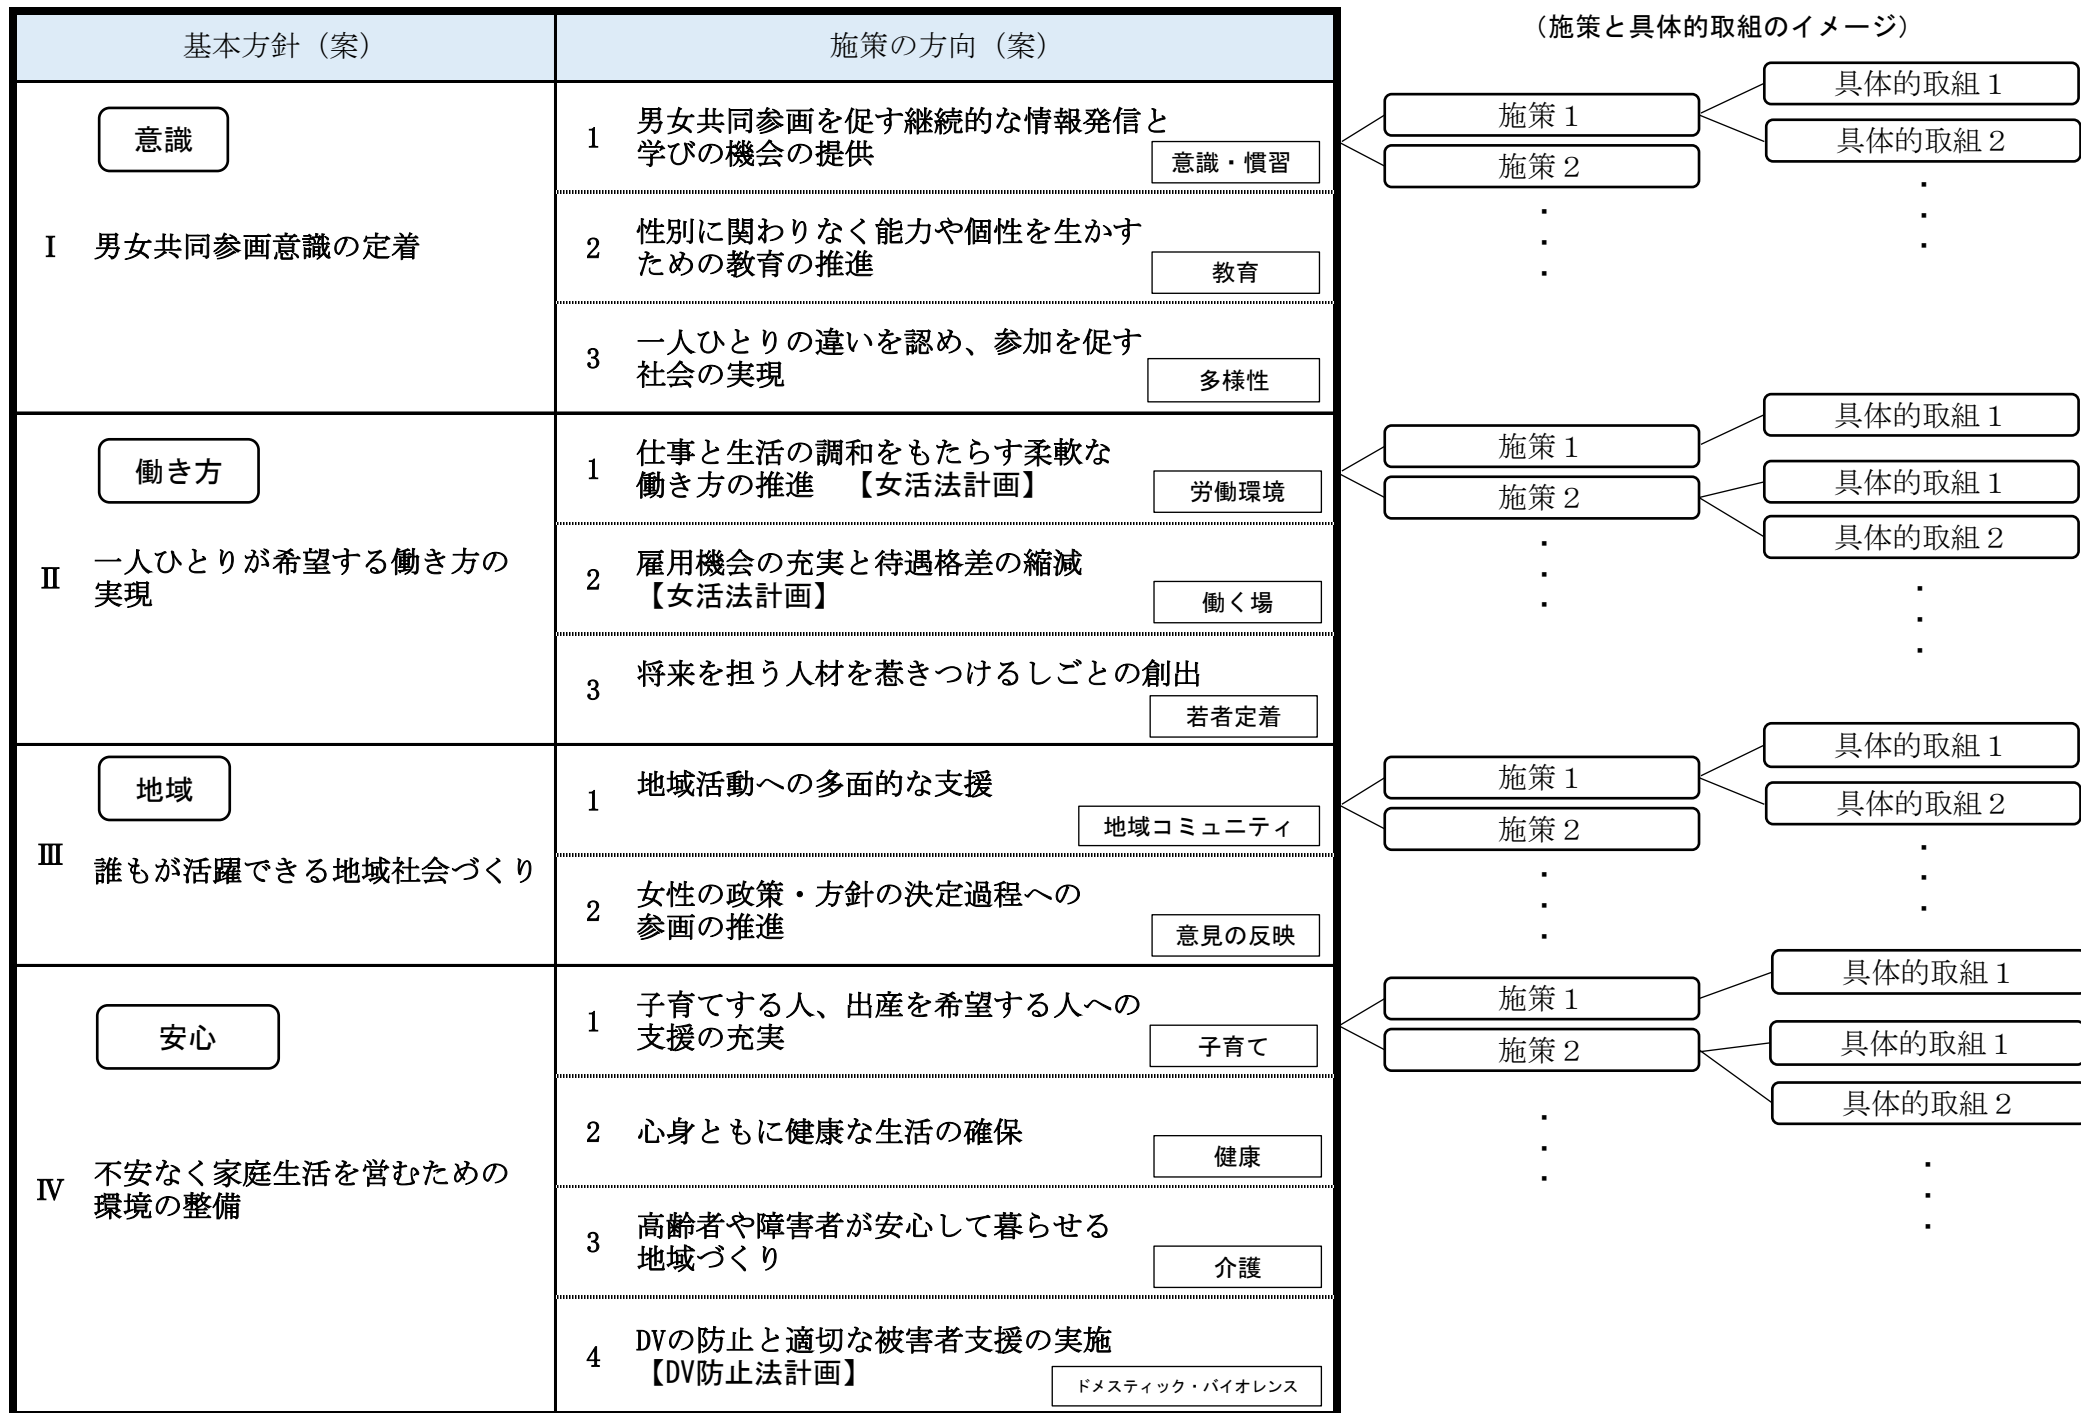 基本方針（案）
施策の方向（案）
（施策と具体的取組のイメージ）
意識
Ⅰ 男女共同参画意識の定着
1 男女共同参画を促す継続的な情報発信と
学びの機会の提供
意識・慣習
2 性別に関わりなく能力や個性を生かす
ための教育の推進
教育
3 一人ひとりの違いを認め、参加を促す
社会の実現
多様性
施策１
施策２
・
・
・
具体的取組１
具体的取組２
・
・
・
働き方
Ⅱ 一人ひとりが希望する働き方の
実現
1 仕事と生活の調和をもたらす柔軟な
働き方の推進　【女活法計画】
労働環境
2 雇用機会の充実と待遇格差の縮減
【女活法計画】
働く場
3 将来を担う人材を惹きつけるしごとの創出
若者定着
施策１
施策２
・
・
・
具体的取組１
具体的取組１
具体的取組２
・
・
・
地域
Ⅲ 誰もが活躍できる地域社会づくり
1 地域活動への多面的な支援
地域コミュニティ
2 女性の政策・方針の決定過程への
参画の推進
意見の反映
施策１
施策２
・
・
・
具体的取組１
具体的取組２
・
・
・
安心
Ⅳ 不安なく家庭生活を営むための
環境の整備
1 子育てする人、出産を希望する人への
支援の充実
子育て
2 心身ともに健康な生活の確保
健康
3 高齢者や障害者が安心して暮らせる
地域づくり
介護
4 DVの防止と適切な被害者支援の実施
【DV防止法計画】
ドメスティック・バイオレンス
施策１
施策２
・
・
・
具体的取組１
具体的取組１
具体的取組２
・
・
・